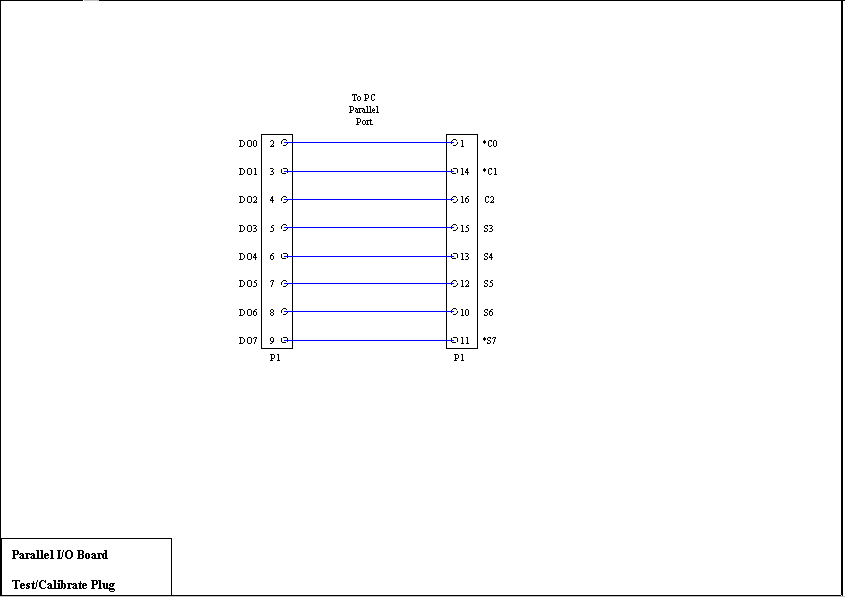 To PC
Parallel
Port
DO0 2 1 *C0
DO1 3 14 *C1
DO2 4 16 C2
DO3 5 15 S3
DO4 6 13 S4
DO5 7 12 S5
DO6 8 10 S6
DO7 9 11 *S7
P1 P1
Parallel I/O Board
Test/Calibrate Plug